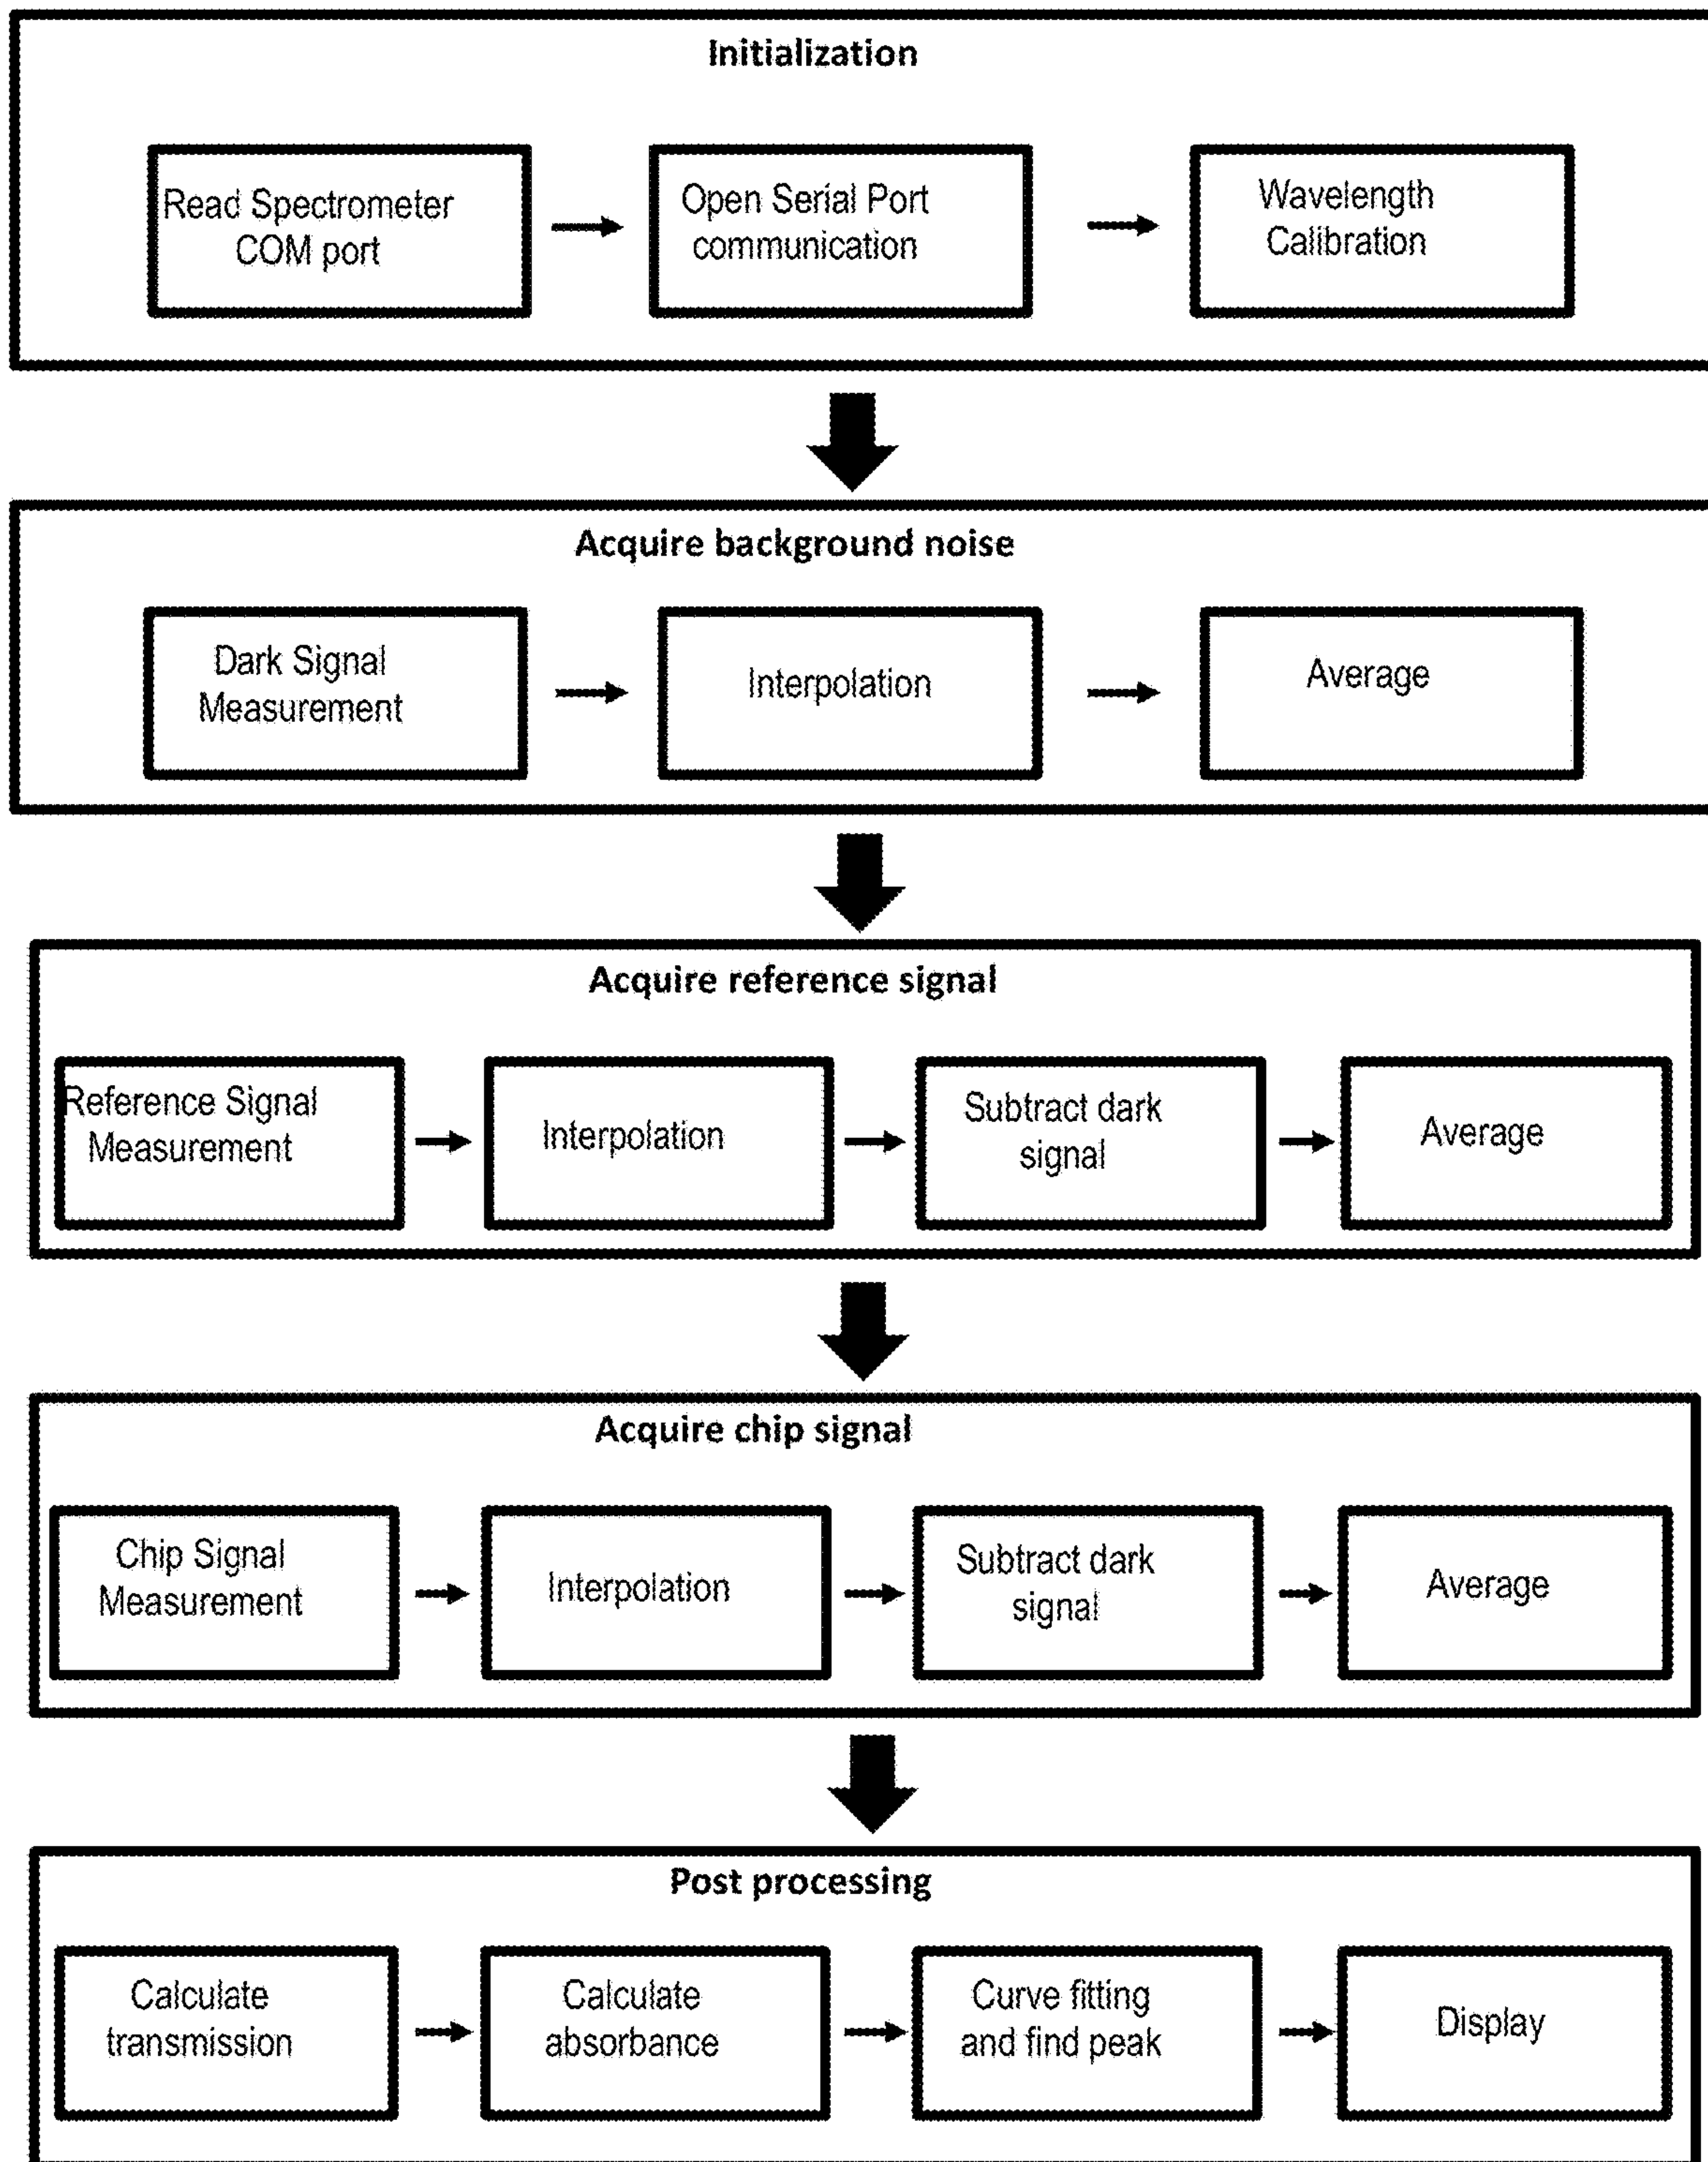 Initialization
Read Spectrometer
COM port
Open Serial Port
communication
Wavelength
Calibration
Acquire background noise
Dark Signal
Measurement
Interpolation
Average
Acquire reference signal
Reference Signal
Measurement
Interpolation
Subtract dark
signal
Average
Acquire chip signal
Chip Signal
Measurement
Interpolation
Subtract dark
signal
Average
Post processing
Calculate
transmission
Calculate
absorbance
Curve fitting
and find peak
Display